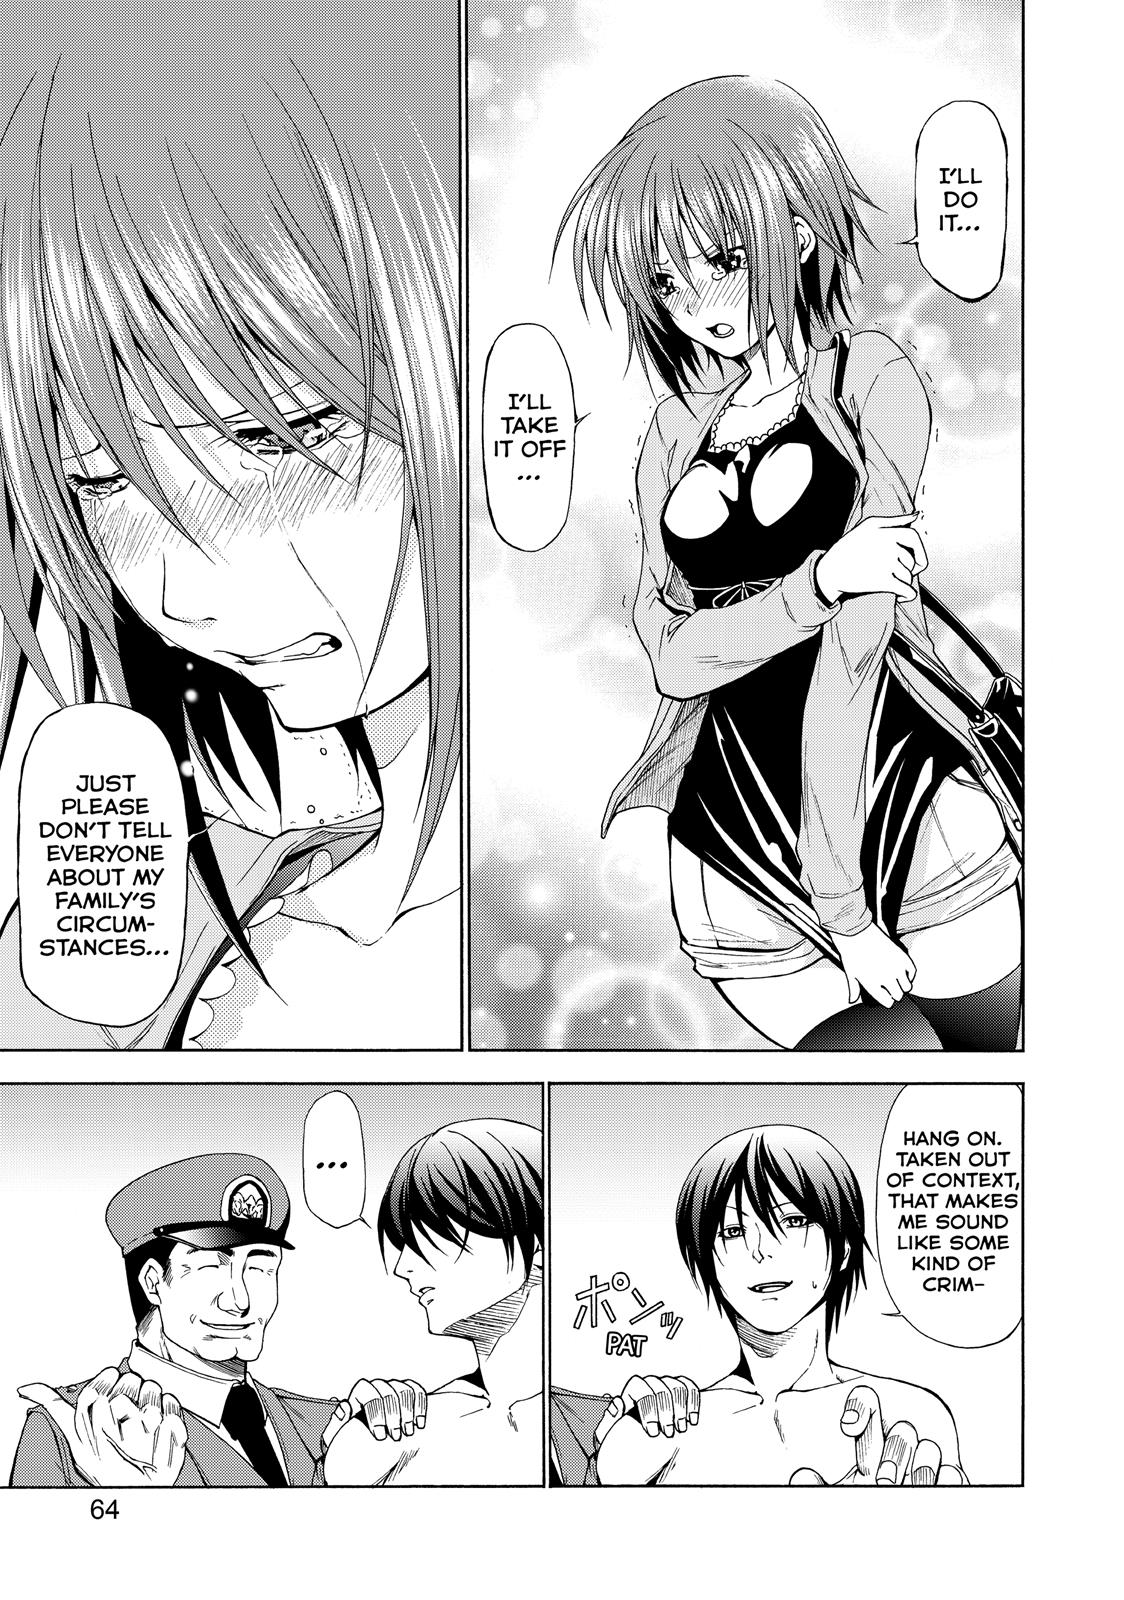 I'LL
DO
IT...
I'LL
TAKE
IT OFF
...
JUST
PLEASE
DON'T TELL
EVERYONE
ABOUT MY
FAMILY'S
CIRCUM-
STANCES...
HANG ON.
TAKEN OUT
OF CONTEXT,
THAT MAKES
ME SOUND
LIKE SOME
KIND OF
CRIM-
ポンッ
PAT
...
64